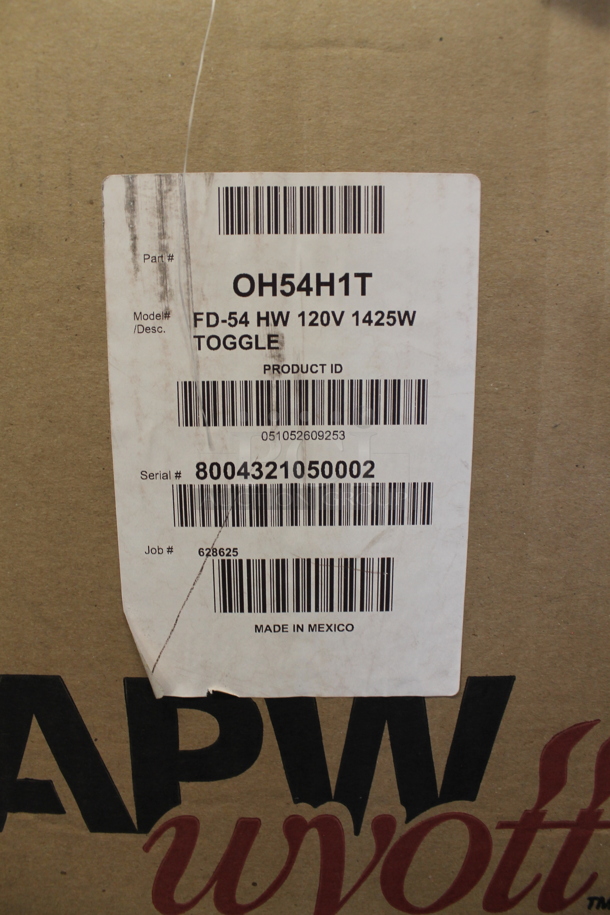 Part #
OH54H1T
Model#
/Desc.
FD-54 HW 120V 1425W
TOGGLE
PRODUCT ID
051052609253
Serial # 8004321050002
Job # 628625
MADE IN MEXICO
APW
wyott
TM